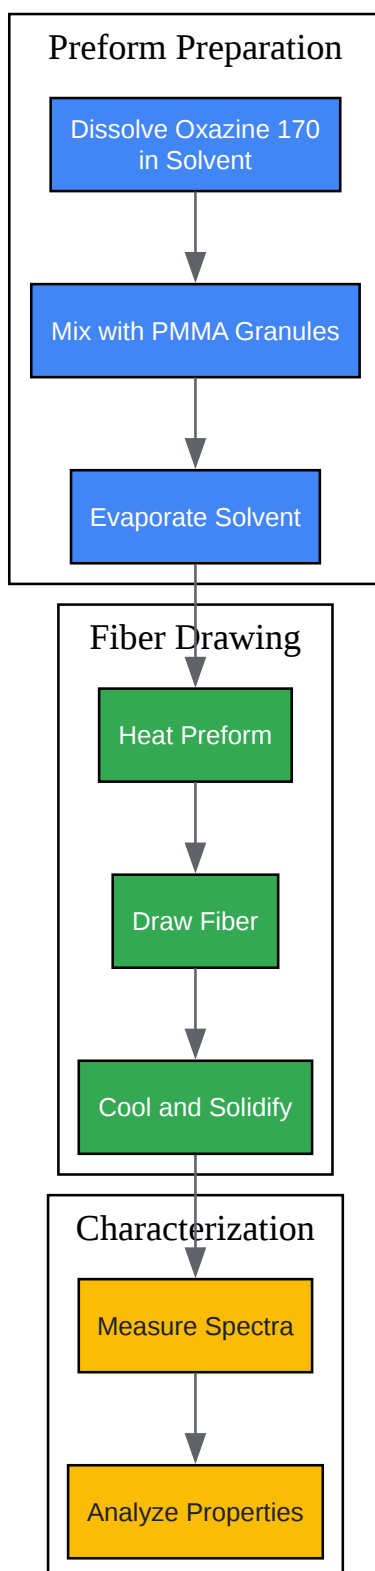 Preform Preparation
Dissolve Oxazine 170
in Solvent
Mix with PMMA Granules
Evaporate Solvent
Fiber Drawing
Heat Preform
Draw Fiber
Cool and Solidify
Characterization
Measure Spectra
Analyze Properties